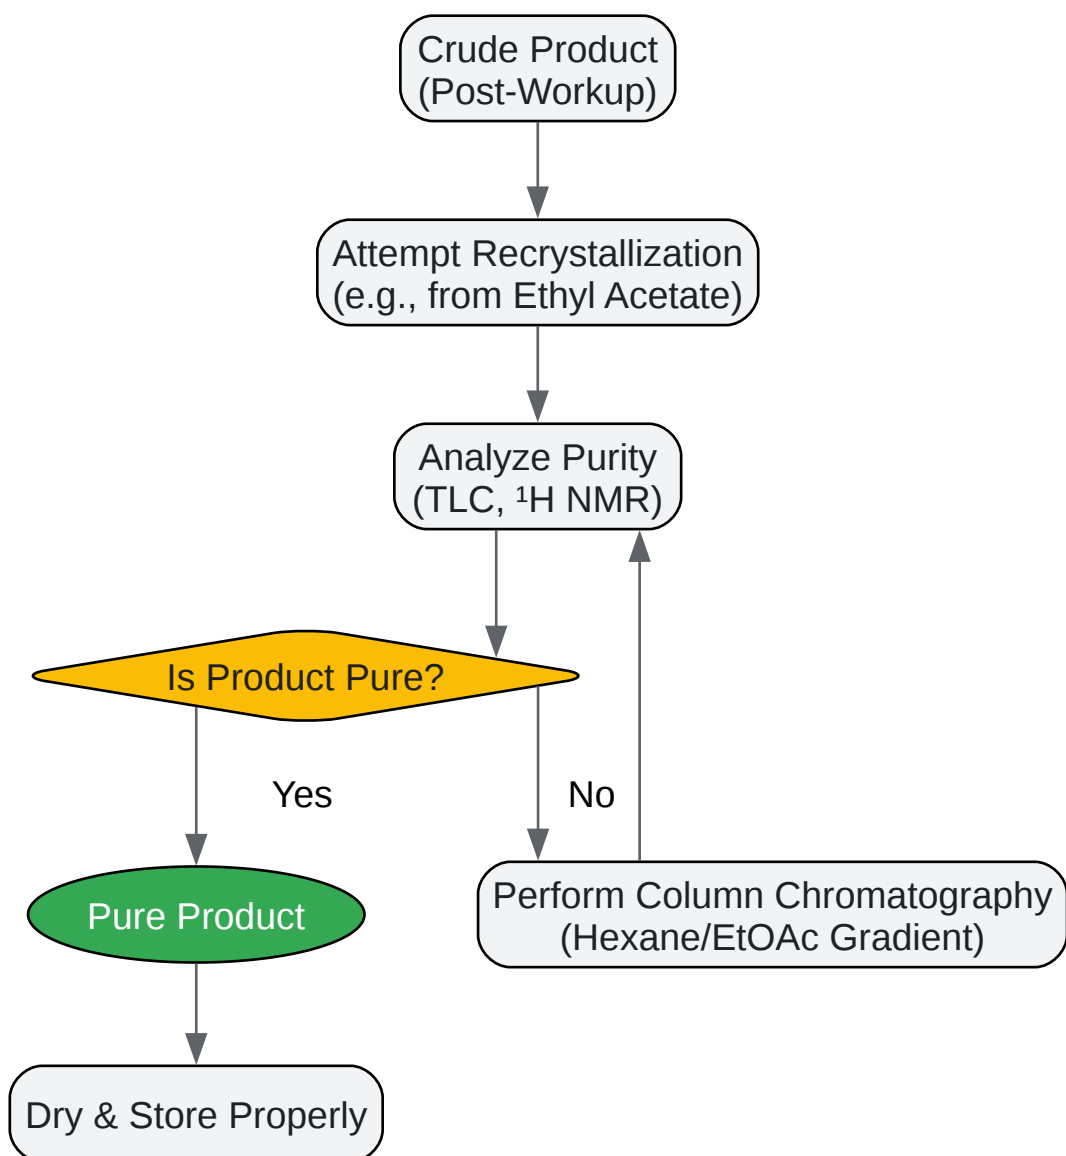 Crude Product
(Post-Workup)
Attempt Recrystallization
(e.g., from Ethyl Acetate)
Analyze Purity
(TLC, ¹H NMR)
Is Product Pure?
Yes
No
Pure Product
Perform Column Chromatography
(Hexane/EtOAc Gradient)
Dry & Store Properly